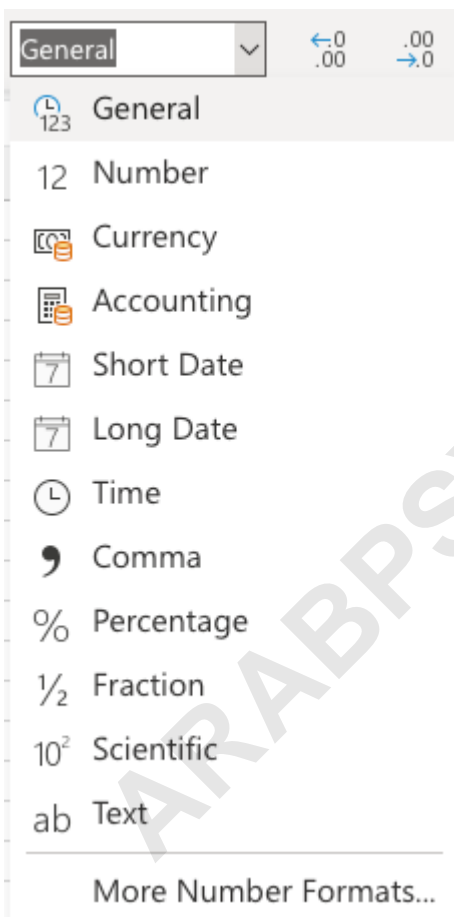 General
←0 .00
.00 →.0
General
123
12 Number
Currency
Accounting
7 Short Date
7 Long Date
Time
, Comma
% Percentage
½ Fraction
10² Scientific
ab Text
More Number Formats...
ARABPS